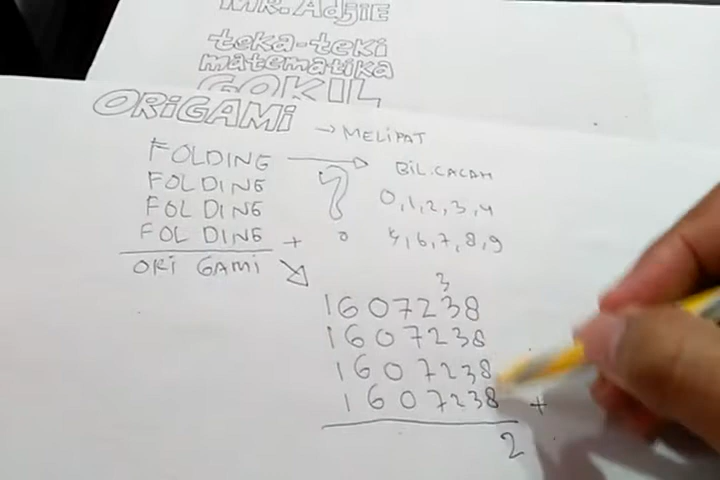 MR. AdjiE
teka-teki
matematika
GOKIL
ORiGAMi → MELIPAT
FOLDING → BIL. CACAH
FOLDING ? 0,1,2,3,4
FOLDING
FOLDING + 5,6,7,8,9
ORI GAMI
3
1607238
1607238
1607238
1607238 +
2